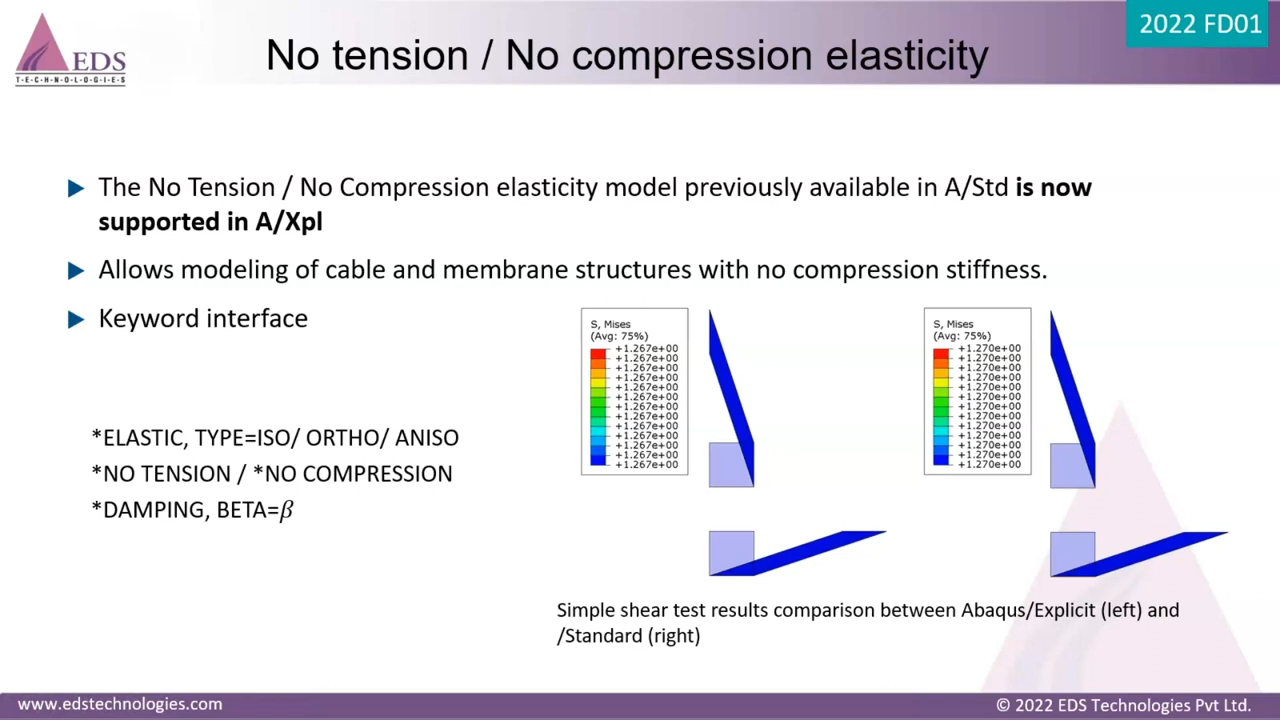 2022 FD01
EDS
T·E·C·H·N·O·L·O·G·I·E·S
No tension / No compression elasticity
The No Tension / No Compression elasticity model previously available in A/Std is now
supported in A/Xpl
Allows modeling of cable and membrane structures with no compression stiffness.
Keyword interface
*ELASTIC, TYPE=ISO/ ORTHO/ ANISO
*NO TENSION / *NO COMPRESSION
*DAMPING, BETA=β
S, Mises
(Avg: 75%)
+1.267e+00
+1.267e+00
+1.267e+00
+1.267e+00
+1.267e+00
+1.267e+00
+1.267e+00
+1.267e+00
+1.267e+00
+1.267e+00
+1.267e+00
+1.267e+00
+1.267e+00
S, Mises
(Avg: 75%)
+1.270e+00
+1.270e+00
+1.270e+00
+1.270e+00
+1.270e+00
+1.270e+00
+1.270e+00
+1.270e+00
+1.270e+00
+1.270e+00
+1.270e+00
+1.270e+00
+1.270e+00
Simple shear test results comparison between Abaqus/Explicit (left) and
/Standard (right)
www.edstechnologies.com
© 2022 EDS Technologies Pvt Ltd.